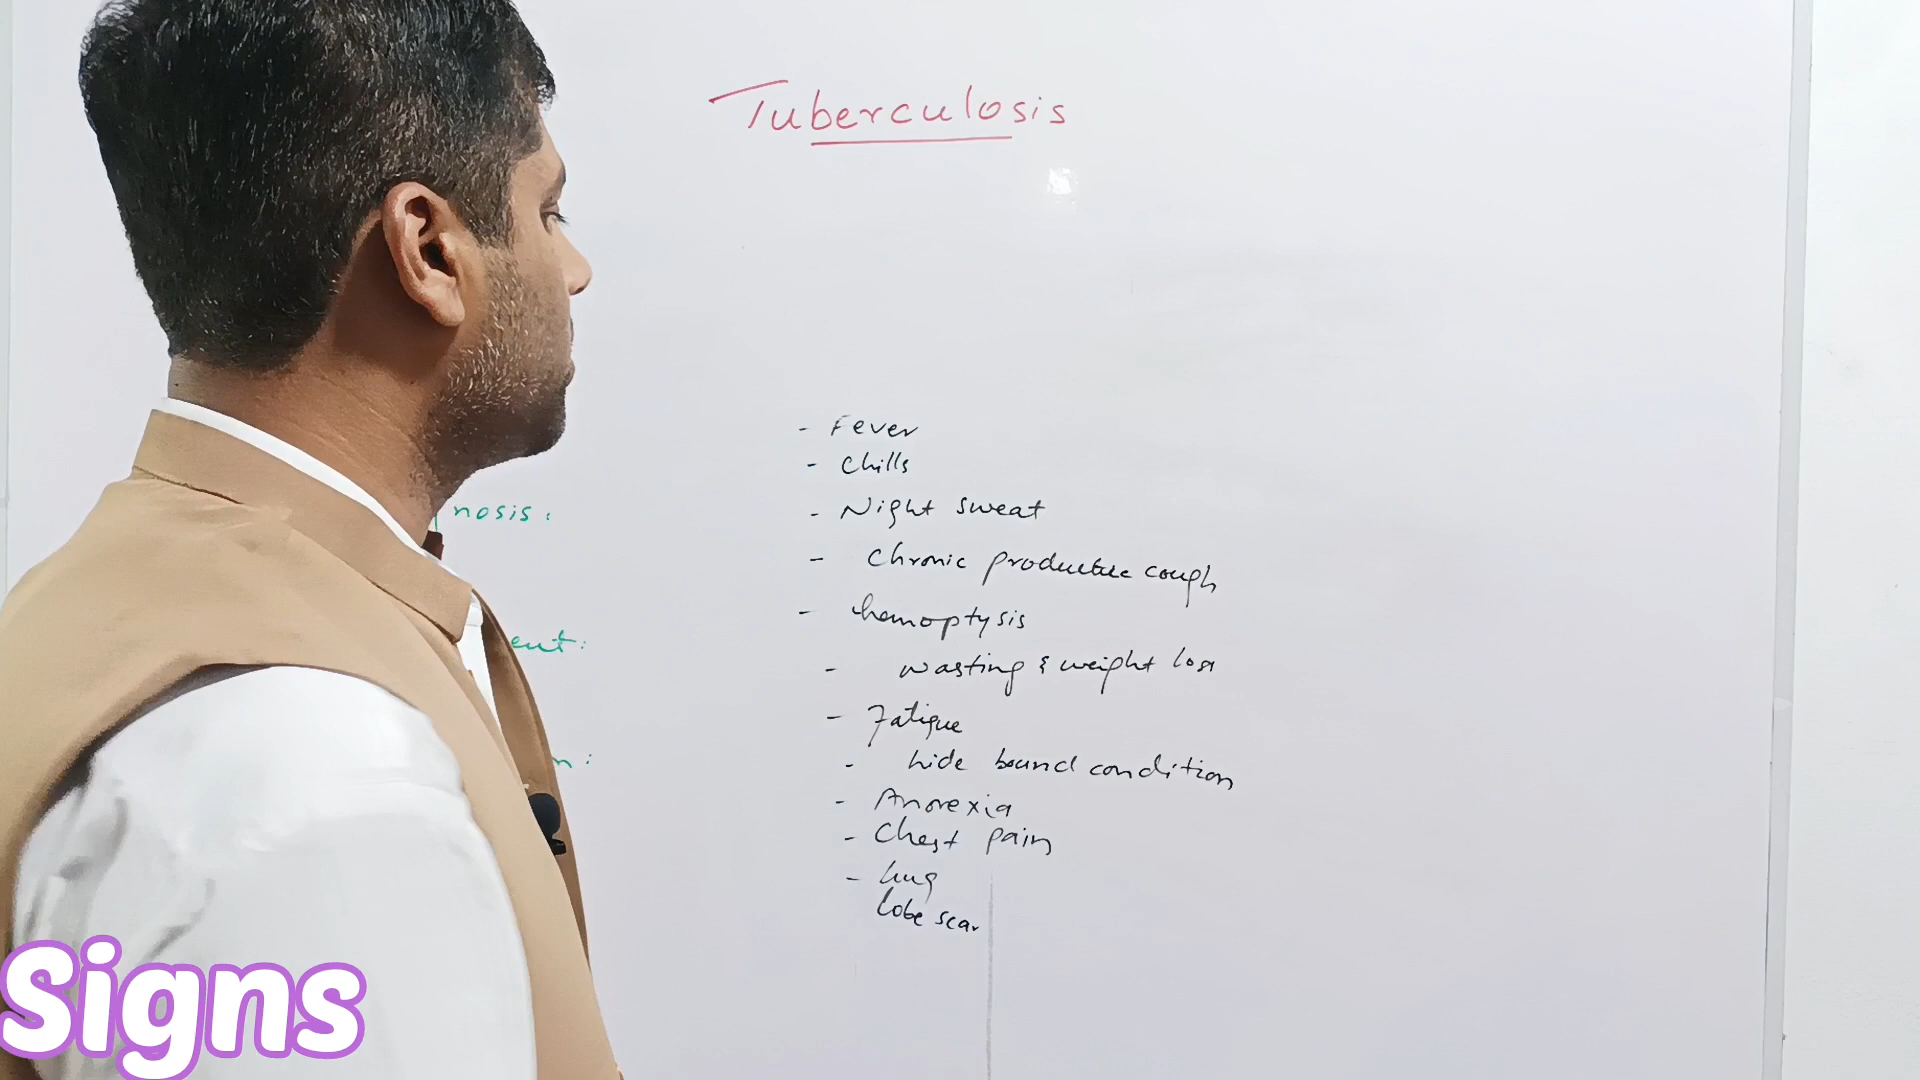 Tuberculosis
- Fever
- Chills
- Night sweat
- Chronic productive cough
- hemoptysis
- wasting & weight loss
- Fatigue
- hide bound condition
- Anorexia
- Chest pain
- lung
lobe scar
nosis:
ent:
n:
Signs